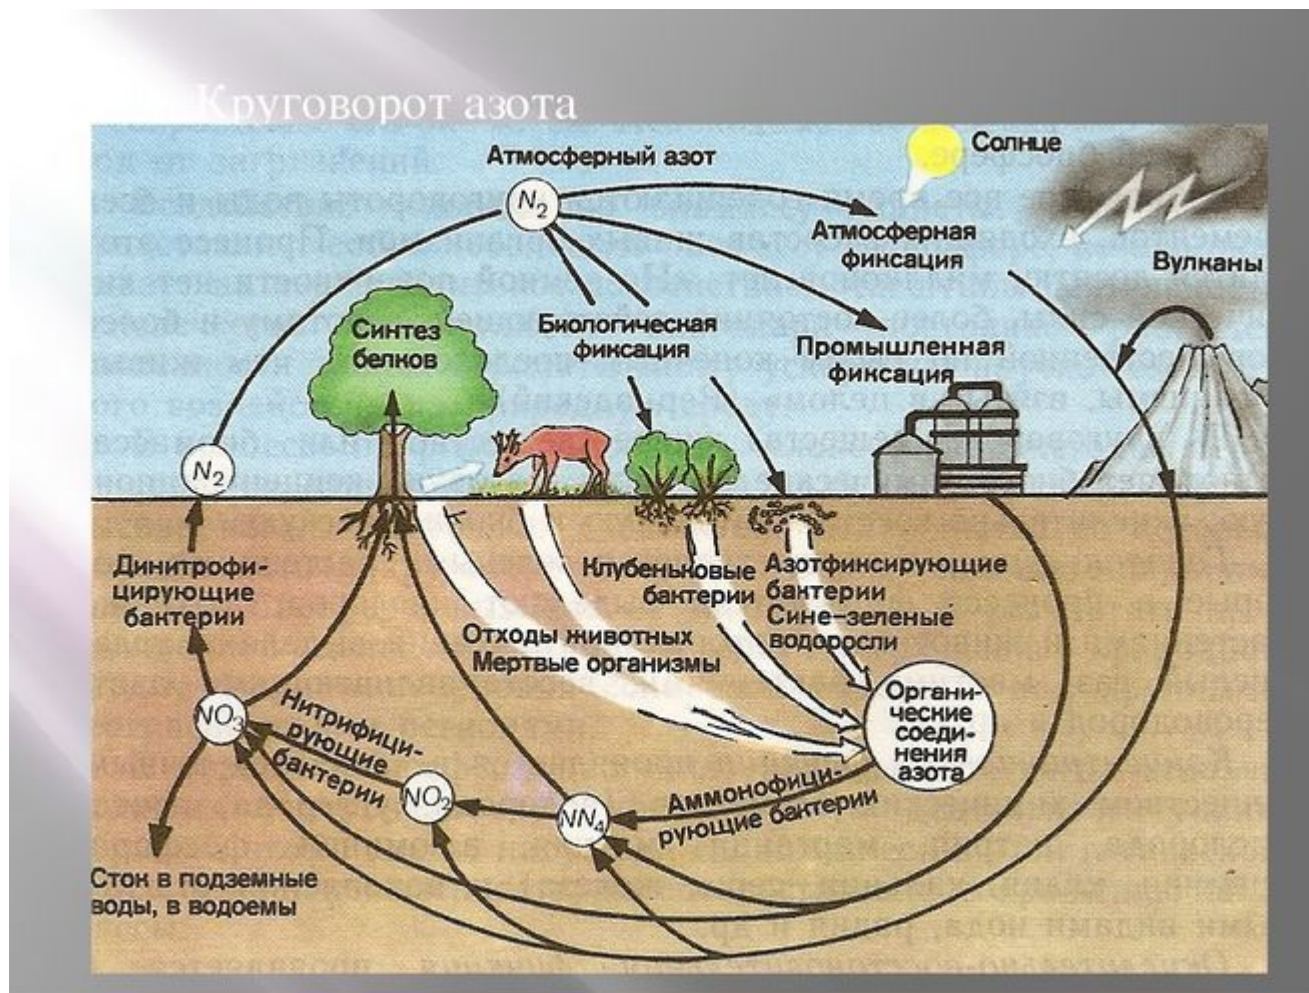 Круговорот азота
Атмосферный азот
Солнце
N2
Атмосферная
фиксация
Вулканы
Синтез
белков
Биологическая
фиксация
Промышленная
фиксация
N2
Динитрофи-
цирующие
бактерии
Клубеньковые
бактерии
Азотфиксирующие
бактерии
Сине-зеленые
водоросли
Отходы животных
Мертвые организмы
Органи-
ческие
соеди-
нения
азота
NO3
Нитрифици-
рующие
бактерии
NO2
NN4
Аммонофици-
рующие бактерии
Сток в подземные
воды, в водоемы